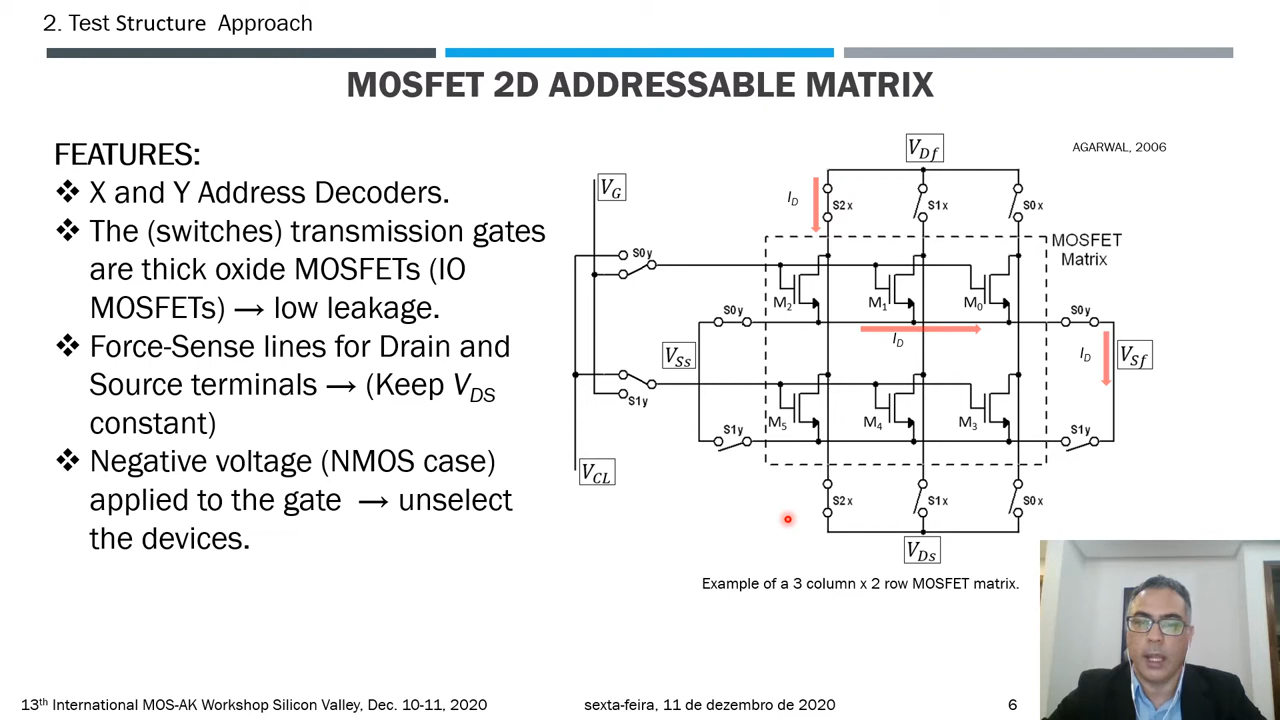 2. Test Structure Approach
MOSFET 2D ADDRESSABLE MATRIX
FEATURES:
❖ X and Y Address Decoders.
❖ The (switches) transmission gates
are thick oxide MOSFETs (IO
MOSFETs) → low leakage.
❖ Force-Sense lines for Drain and
Source terminals → (Keep VDS
constant)
❖ Negative voltage (NMOS case)
applied to the gate → unselect
the devices.
AGARWAL, 2006
VDf
VG
ID
S2x
S1x
S0x
MOSFET
Matrix
S0y
M2
M1
M0
S0y
S0y
ID
ID
VSs
VSf
S1y
M5
M4
M3
S1y
S1y
VCL
S2x
S1x
S0x
VDs
Example of a 3 column x 2 row MOSFET matrix.
13th International MOS-AK Workshop Silicon Valley, Dec. 10-11, 2020
sexta-feira, 11 de dezembro de 2020
6